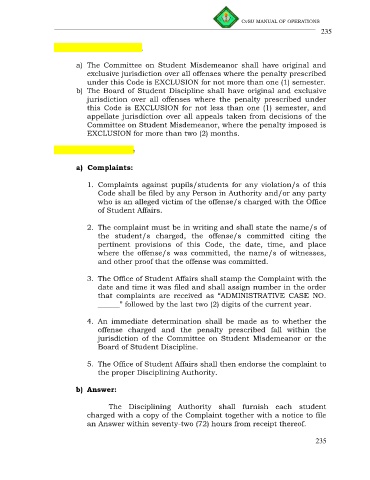 CoSD MANUAL OF OPERATIONS
235
a) The Committee on Student Misdemeanor shall have original and
exclusive jurisdiction over all offenses where the penalty prescribed
under this Code is EXCLUSION for not more than one (1) semester.
b) The Board of Student Discipline shall have original and exclusive
jurisdiction over all offenses where the penalty prescribed under
this Code is EXCLUSION for not less than one (1) semester, and
appellate jurisdiction over all appeals taken from decisions of the
Committee on Student Misdemeanor, where the penalty imposed is
EXCLUSION for more than two (2) months.
a) Complaints:
1. Complaints against pupils/students for any violation/s of this
Code shall be filed by any Person in Authority and/or any party
who is an alleged victim of the offense/s charged with the Office
of Student Affairs.
2. The complaint must be in writing and shall state the name/s of
the student/s charged, the offense/s committed citing the
pertinent provisions of this Code, the date, time, and place
where the offense/s was committed, the name/s of witnesses,
and other proof that the offense was committed.
3. The Office of Student Affairs shall stamp the Complaint with the
date and time it was filed and shall assign number in the order
that complaints are received as "ADMINISTRATIVE CASE NO.
______" followed by the last two (2) digits of the current year.
4. An immediate determination shall be made as to whether the
offense charged and the penalty prescribed fall within the
jurisdiction of the Committee on Student Misdemeanor or the
Board of Student Discipline.
5. The Office of Student Affairs shall then endorse the complaint to
the proper Disciplining Authority.
b) Answer:
The Disciplining Authority shall furnish each student
charged with a copy of the Complaint together with a notice to file
an Answer within seventy-two (72) hours from receipt thereof.
235